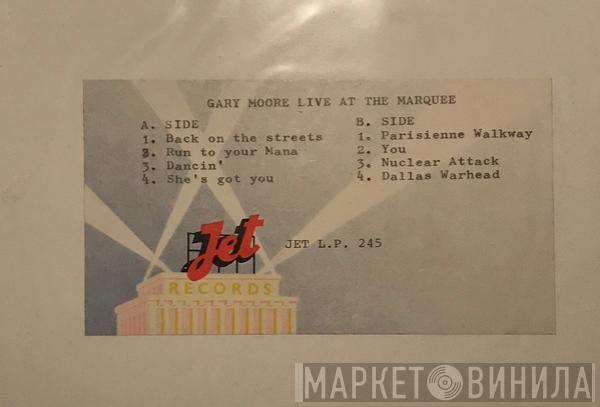 GARY MOORE LIVE AT THE MARQUEE
A. SIDE
1. Back on the streets
2. Run to your Mana
3. Dancin'
4. She's got you
B. SIDE
1. Parisienne Walkway
2. You
3. Nuclear Attack
4. Dallas Warhead
Jet
RECORDS
JET L.P. 245
МАРКЕТ ВИНИЛА